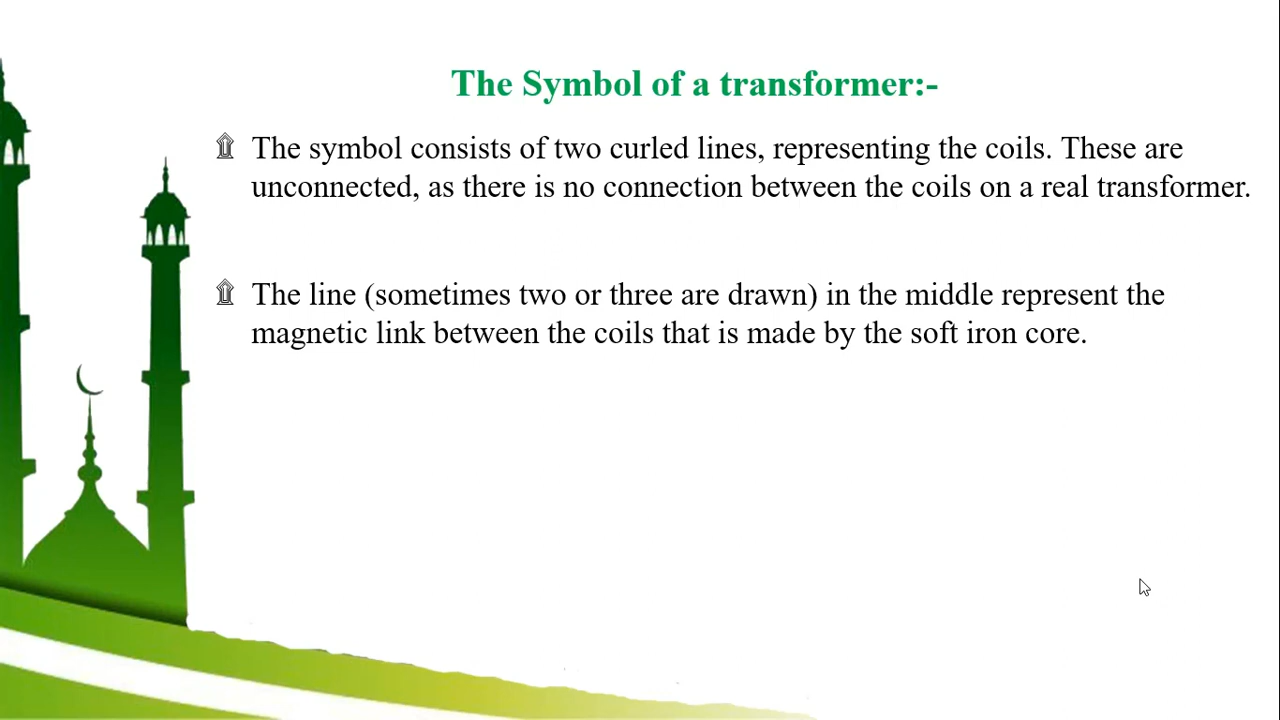 The Symbol of a transformer:-
۩ The symbol consists of two curled lines, representing the coils. These are
unconnected, as there is no connection between the coils on a real transformer.
۩ The line (sometimes two or three are drawn) in the middle represent the
magnetic link between the coils that is made by the soft iron core.